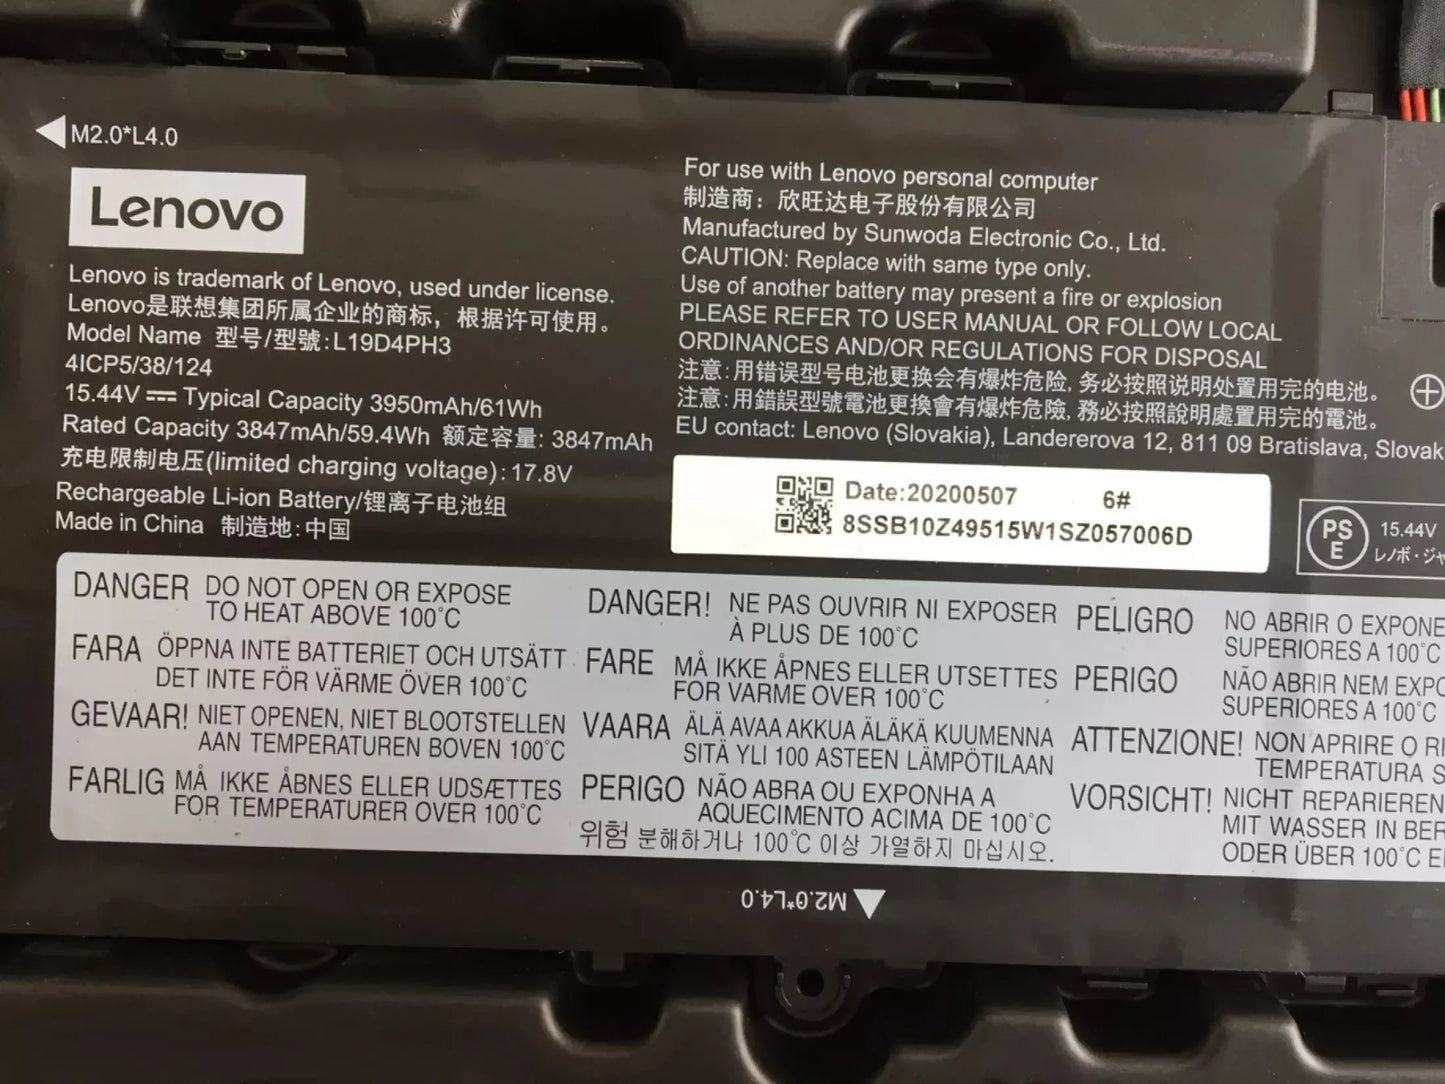 M2.0*L4.0
Lenovo
Lenovo is trademark of Lenovo, used under license.
Lenovo是联想集团所属企业的商标，根据许可使用。
Model Name 型号/型號:L19D4PH3
4ICP5/38/124
15.44V ⎓ Typical Capacity 3950mAh/61Wh
Rated Capacity 3847mAh/59.4Wh 额定容量: 3847mAh
充电限制电压(limited charging voltage): 17.8V
Rechargeable Li-ion Battery/锂离子电池组
Made in China 制造地:中国
For use with Lenovo personal computer
制造商：欣旺达电子股份有限公司
Manufactured by Sunwoda Electronic Co., Ltd.
CAUTION: Replace with same type only.
Use of another battery may present a fire or explosion
PLEASE REFER TO USER MANUAL OR FOLLOW LOCAL
ORDINANCES AND/OR REGULATIONS FOR DISPOSAL
注意:用错误型号电池更换会有爆炸危险,务必按照说明处置用完的电池。
注意:用錯誤型號電池更換會有爆炸危險,務必按照說明處置用完的電池。
EU contact: Lenovo (Slovakia), Landererova 12, 811 09 Bratislava, Slovak
Date:20200507 6#
8SSB10Z49515W1SZ057006D
PS
E
15.44V
レノボ・ジャ
DANGER DO NOT OPEN OR EXPOSE
TO HEAT ABOVE 100°C
FARA ÖPPNA INTE BATTERIET OCH UTSÄTT
DET INTE FÖR VÄRME ÖVER 100°C
GEVAAR! NIET OPENEN, NIET BLOOTSTELLEN
AAN TEMPERATUREN BOVEN 100°C
FARLIG MÅ IKKE ÅBNES ELLER UDSÆTTES
FOR TEMPERATURER OVER 100°C
DANGER! NE PAS OUVRIR NI EXPOSER
À PLUS DE 100°C
FARE MÅ IKKE ÅPNES ELLER UTSETTES
FOR VARME OVER 100°C
VAARA ÄLÄ AVAA AKKUA ÄLÄKÄ KUUMENNA
SITÄ YLI 100 ASTEEN LÄMPÖTILAAN
PERIGO NÃO ABRA OU EXPONHA A
AQUECIMENTO ACIMA DE 100°C
위험 분해하거나 100°C 이상 가열하지 마십시오.
PELIGRO NO ABRIR O EXPONE
SUPERIORES A 100°C
PERIGO NÃO ABRIR NEM EXPO
SUPERIORES A 100°C
ATTENZIONE! NON APRIRE O RI
TEMPERATURA S
VORSICHT! NICHT REPARIEREN
MIT WASSER IN BER
ODER ÜBER 100°C E
M2.0*L4.0